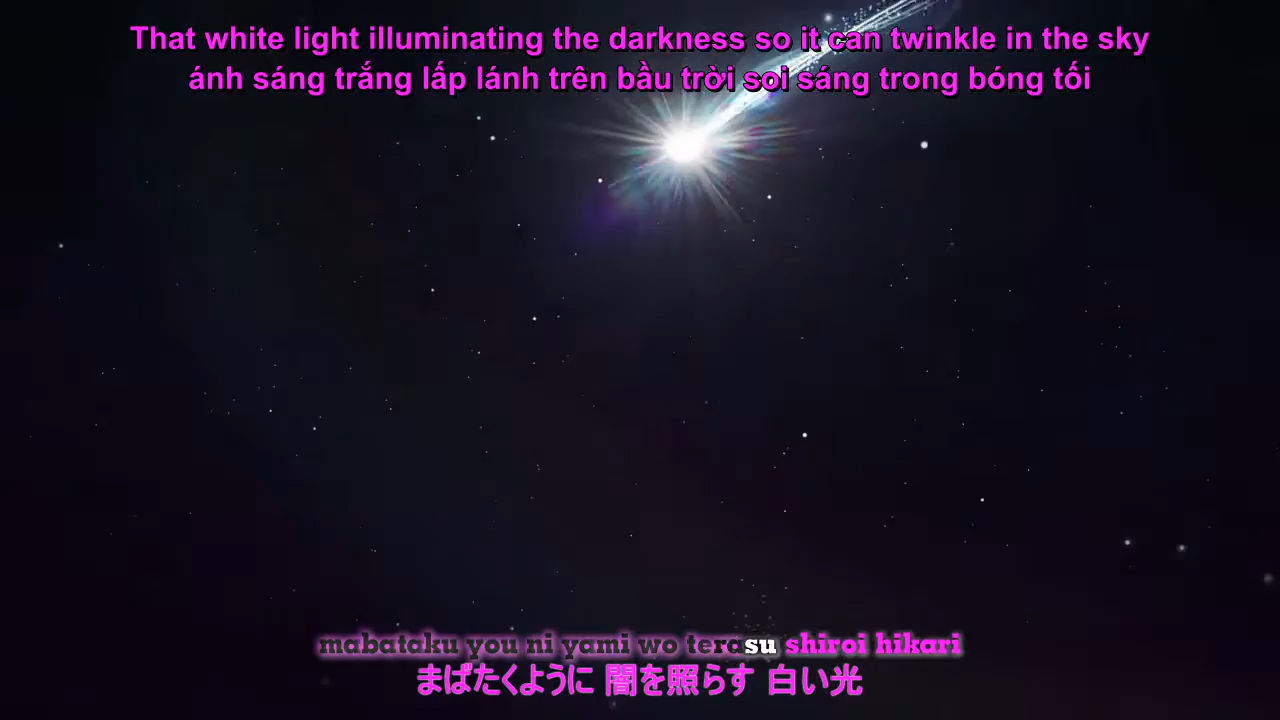 That white light illuminating the darkness so it can twinkle in the sky
ánh sáng trắng lấp lánh trên bầu trời soi sáng trong bóng tối
mabataku you ni yami wo terasu shiroi hikari
まばたくように 闇を照らす 白い光